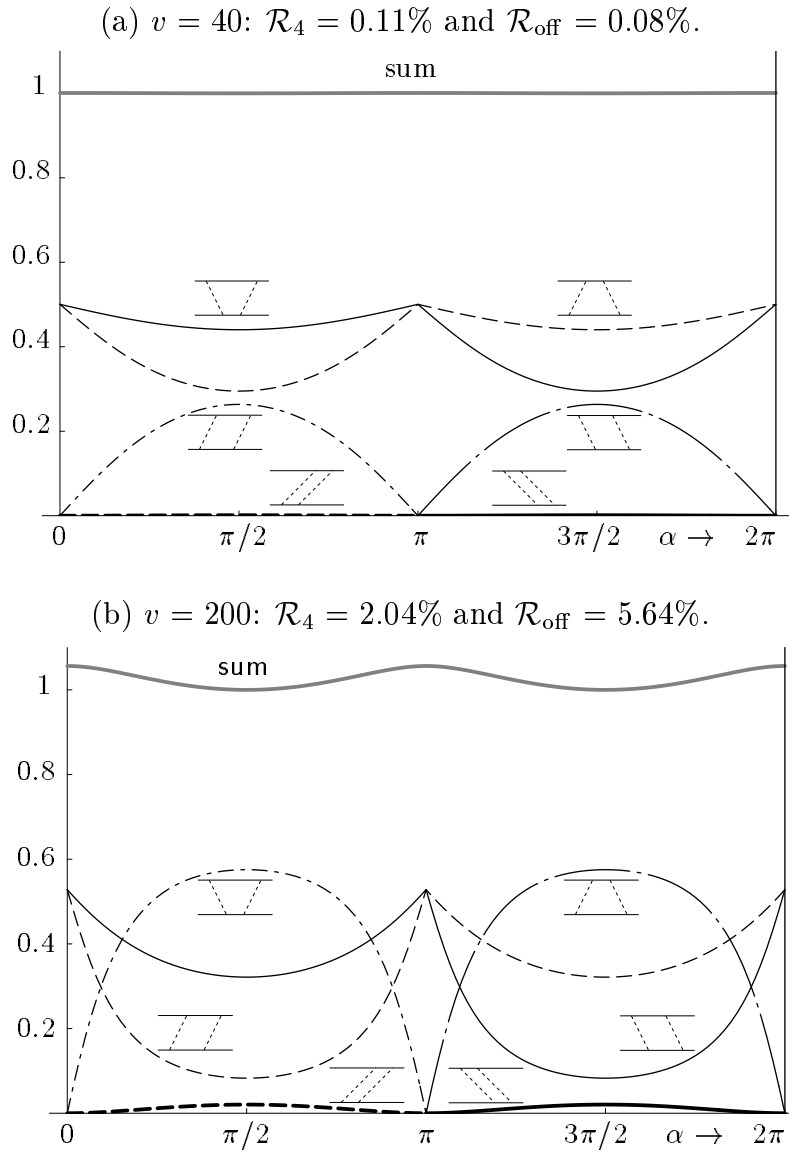 (a) v = 40: R₄ = 0.11% and R_off = 0.08%.
sum
1
0.8
0.6
0.4
0.2
0 π/2 π 3π/2 α → 2π
(b) v = 200: R₄ = 2.04% and R_off = 5.64%.
sum
1
0.8
0.6
0.4
0.2
0 π/2 π 3π/2 α → 2π